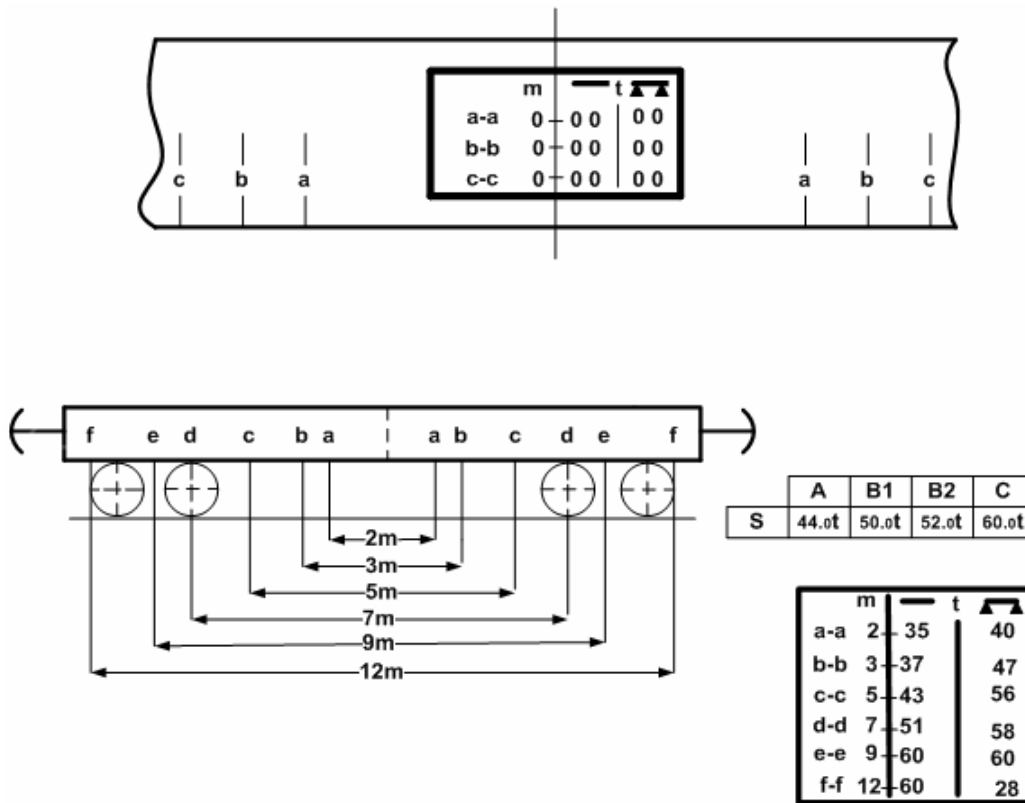 m t
a-a 0 00 00
b-b 0 00 00
c-c 0 00 00
c b a a b c
f e d c b a a b c d e f
2m
3m
5m
7m
9m
12m
A B1 B2 C
S 44.0t 50.0t 52.0t 60.0t
m t
a-a 2 35 40
b-b 3 37 47
c-c 5 43 56
d-d 7 51 58
e-e 9 60 60
f-f 12 60 28